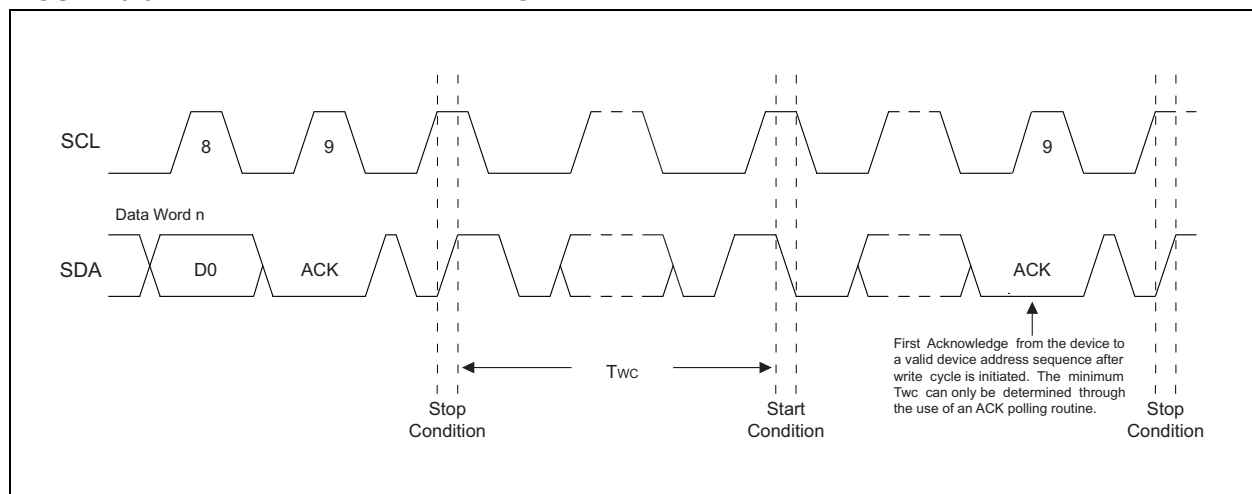 SCL
8
9
9
Data Word n
SDA
D0
ACK
ACK
First Acknowledge from the device to
a valid device address sequence after
write cycle is initiated. The minimum
Twc can only be determined through
the use of an ACK polling routine.
TWC
Stop
Condition
Start
Condition
Stop
Condition